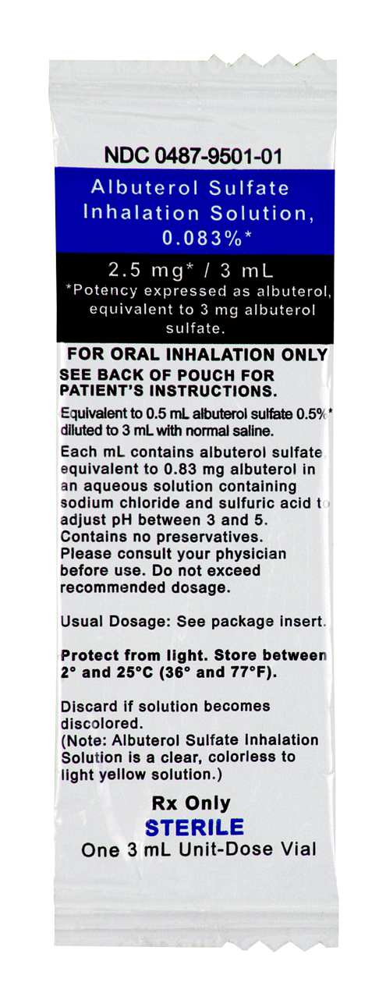 NDC 0487-9501-01
Albuterol Sulfate
Inhalation Solution,
0.083%*
2.5 mg* / 3 mL
*Potency expressed as albuterol,
equivalent to 3 mg albuterol
sulfate.
FOR ORAL INHALATION ONLY
SEE BACK OF POUCH FOR
PATIENT'S INSTRUCTIONS.
Equivalent to 0.5 mL albuterol sulfate 0.5%*
diluted to 3 mL with normal saline.
Each mL contains albuterol sulfate,
equivalent to 0.83 mg albuterol in
an aqueous solution containing
sodium chloride and sulfuric acid to
adjust pH between 3 and 5.
Contains no preservatives.
Please consult your physician
before use. Do not exceed
recommended dosage.
Usual Dosage: See package insert.
Protect from light. Store between
2° and 25°C (36° and 77°F).
Discard if solution becomes
discolored.
(Note: Albuterol Sulfate Inhalation
Solution is a clear, colorless to
light yellow solution.)
Rx Only
STERILE
One 3 mL Unit-Dose Vial